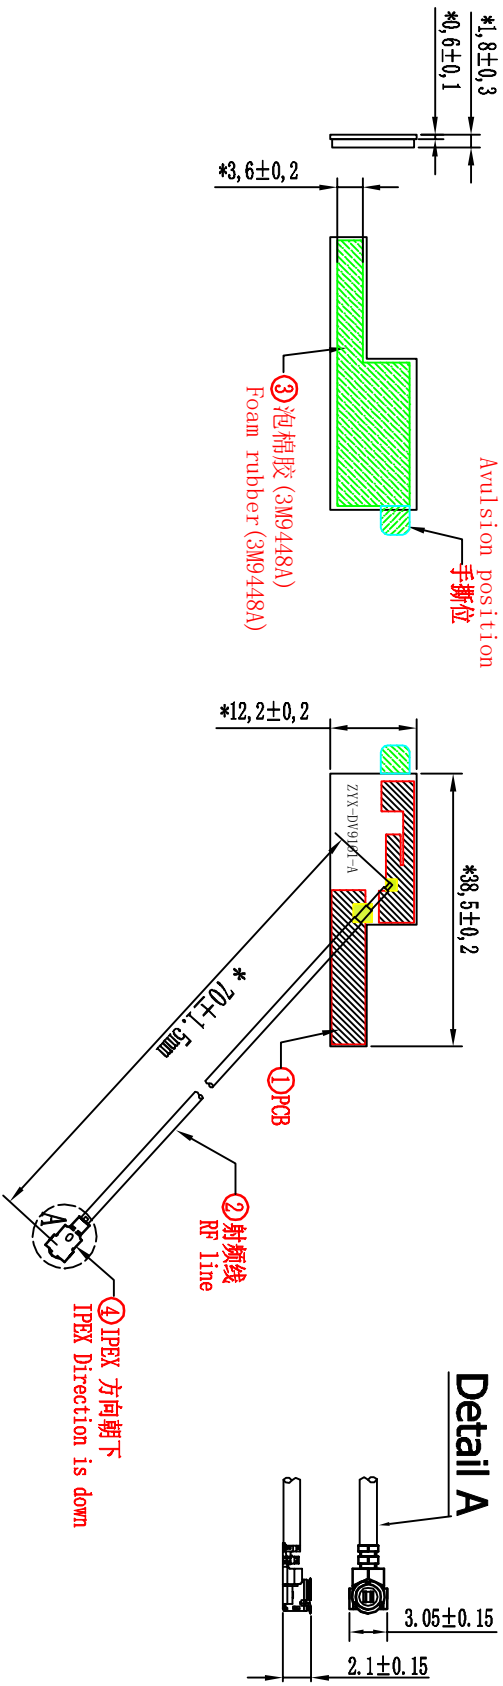 *1,8±0,3
*0,6±0,1
*3,6±0,2
③泡棉胶(3M9448A)
Foam rubber(3M9448A)
Avulsion position
手撕位
*12,2±0,2
*38,5±0,2
ZYX-DV9101-A
* 70±1.5mm
①PCB
②射频线
RF line
A
④IPEX 方向朝下
IPEX Direction is down
Detail A
3.05±0.15
2.1±0.15